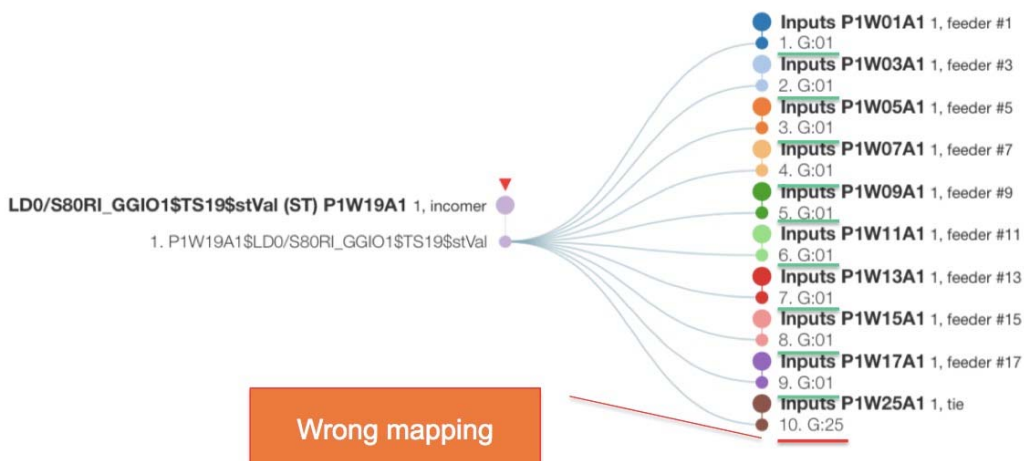 Inputs P1W01A1 1, feeder #1
1. G:01
Inputs P1W03A1 1, feeder #3
2. G:01
Inputs P1W05A1 1, feeder #5
3. G:01
Inputs P1W07A1 1, feeder #7
4. G:01
LD0/S80RI_GGIO1$TS19$stVal (ST) P1W19A1 1, incomer
1. P1W19A1$LD0/S80RI_GGIO1$TS19$stVal
Inputs P1W09A1 1, feeder #9
5. G:01
Inputs P1W11A1 1, feeder #11
6. G:01
Inputs P1W13A1 1, feeder #13
7. G:01
Inputs P1W15A1 1, feeder #15
8. G:01
Inputs P1W17A1 1, feeder #17
9. G:01
Inputs P1W25A1 1, tie
10. G:25
Wrong mapping